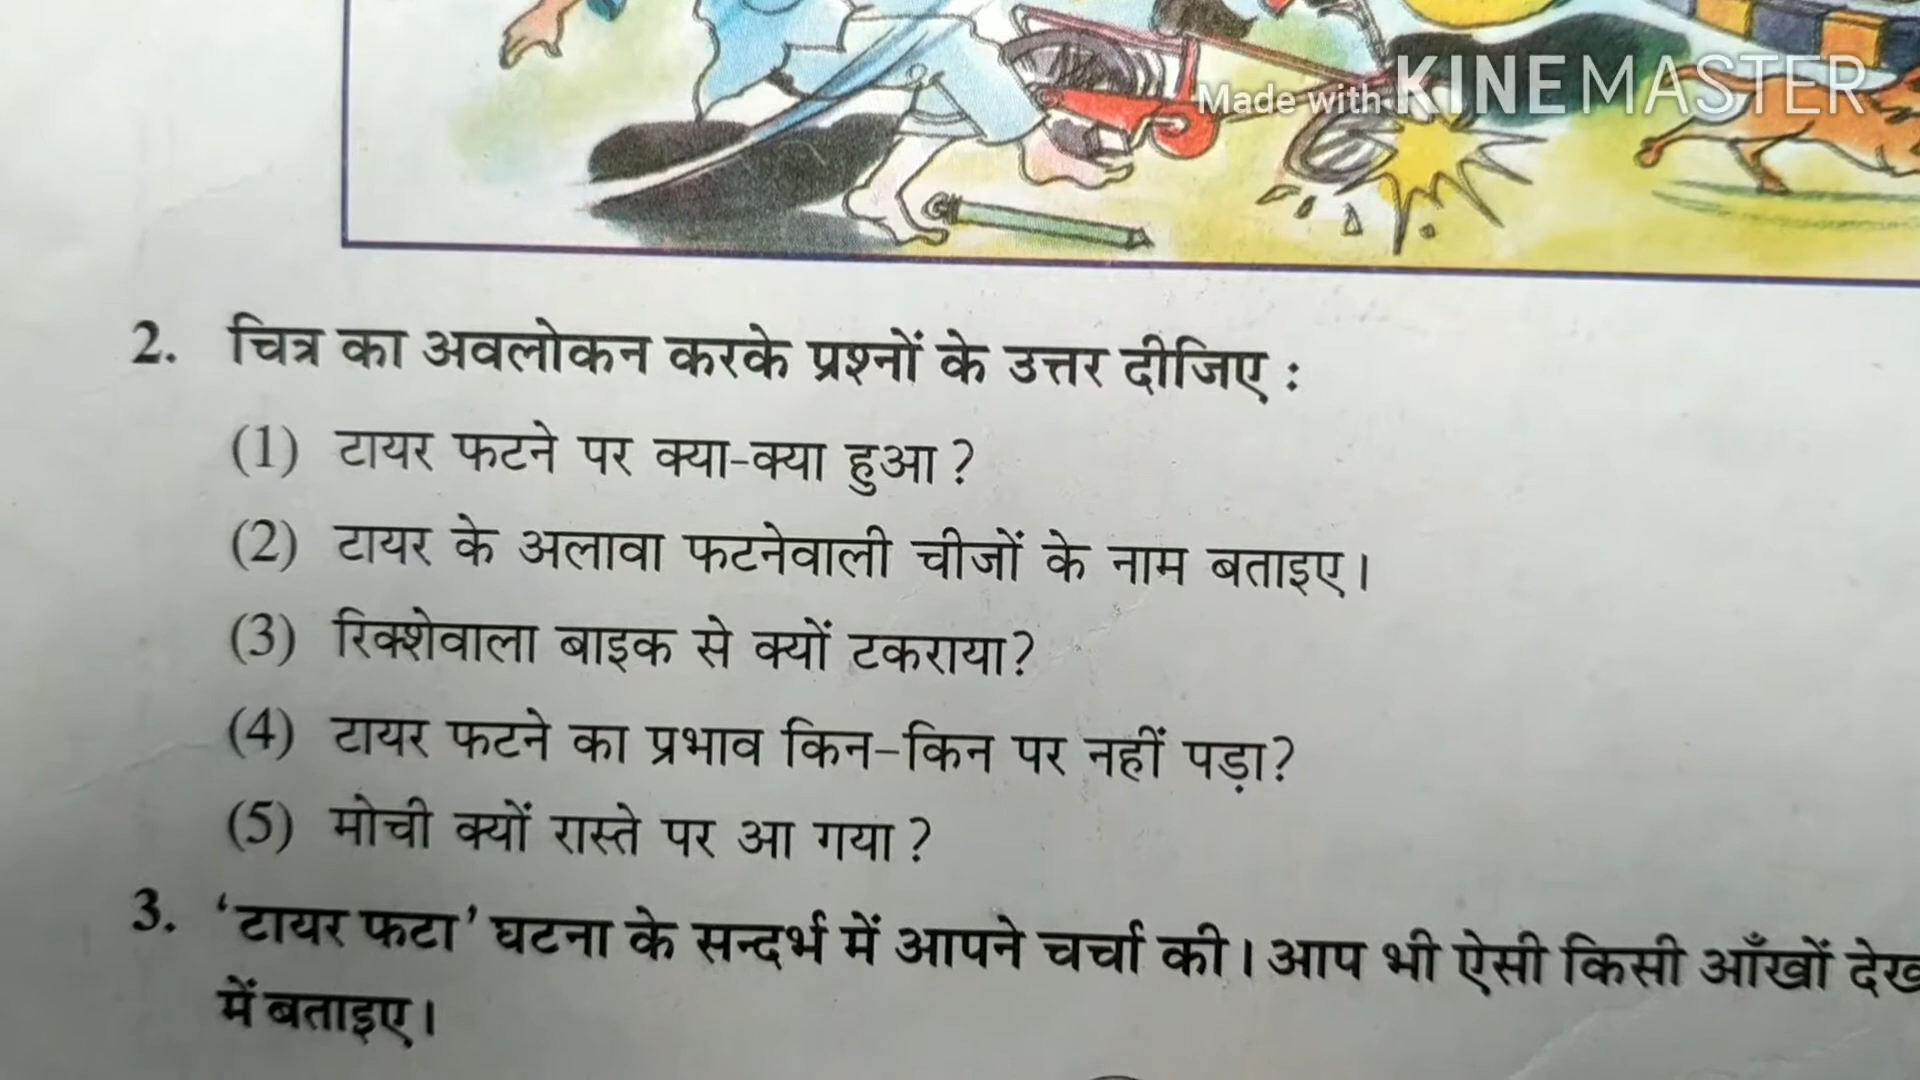 Made with KINEMASTER
2. चित्र का अवलोकन करके प्रश्नों के उत्तर दीजिए :
(1) टायर फटने पर क्या-क्या हुआ ?
(2) टायर के अलावा फटनेवाली चीजों के नाम बताइए।
(3) रिक्शेवाला बाइक से क्यों टकराया?
(4) टायर फटने का प्रभाव किन-किन पर नहीं पड़ा?
(5) मोची क्यों रास्ते पर आ गया ?
3. 'टायर फटा' घटना के सन्दर्भ में आपने चर्चा की। आप भी ऐसी किसी आँखों
में बताइए।